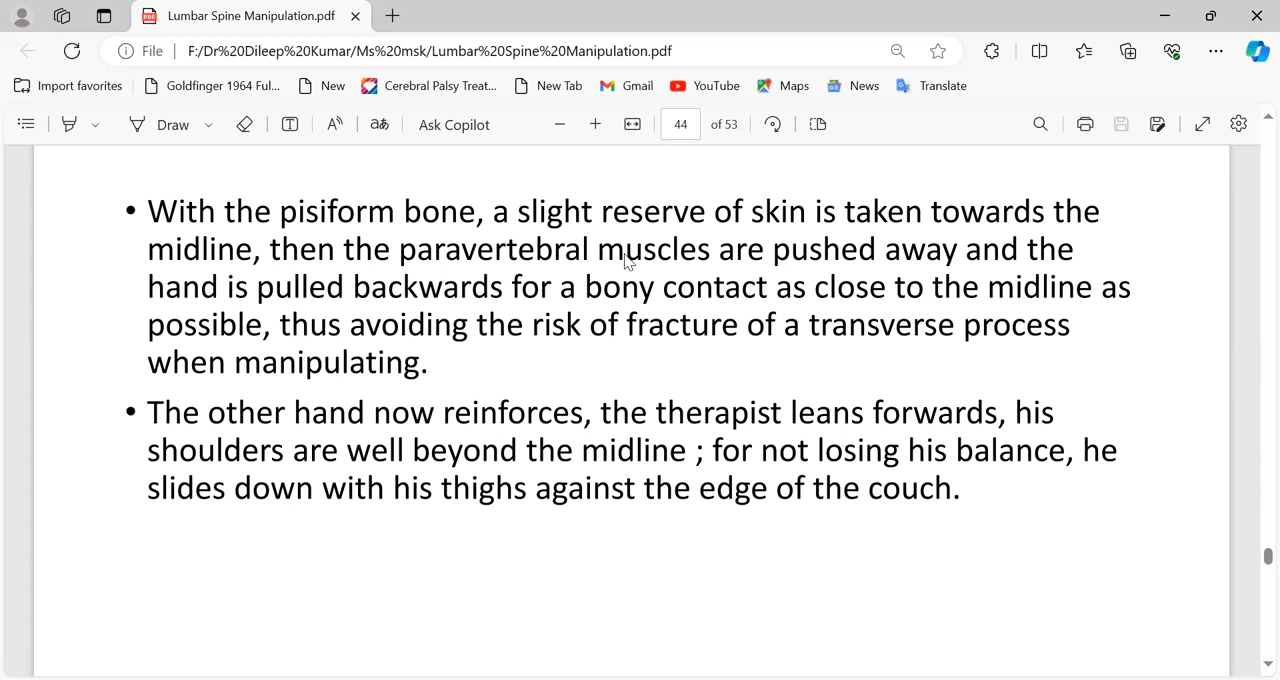 Lumbar Spine Manipulation.pdf
File F:/Dr%20Dileep%20Kumar/Ms%20msk/Lumbar%20Spine%20Manipulation.pdf
Import favorites Goldfinger 1964 Ful... New Cerebral Palsy Treat... New Tab Gmail YouTube Maps News Translate
Draw aあ Ask Copilot 44 of 53
• With the pisiform bone, a slight reserve of skin is taken towards the
midline, then the paravertebral muscles are pushed away and the
hand is pulled backwards for a bony contact as close to the midline as
possible, thus avoiding the risk of fracture of a transverse process
when manipulating.
• The other hand now reinforces, the therapist leans forwards, his
shoulders are well beyond the midline ; for not losing his balance, he
slides down with his thighs against the edge of the couch.